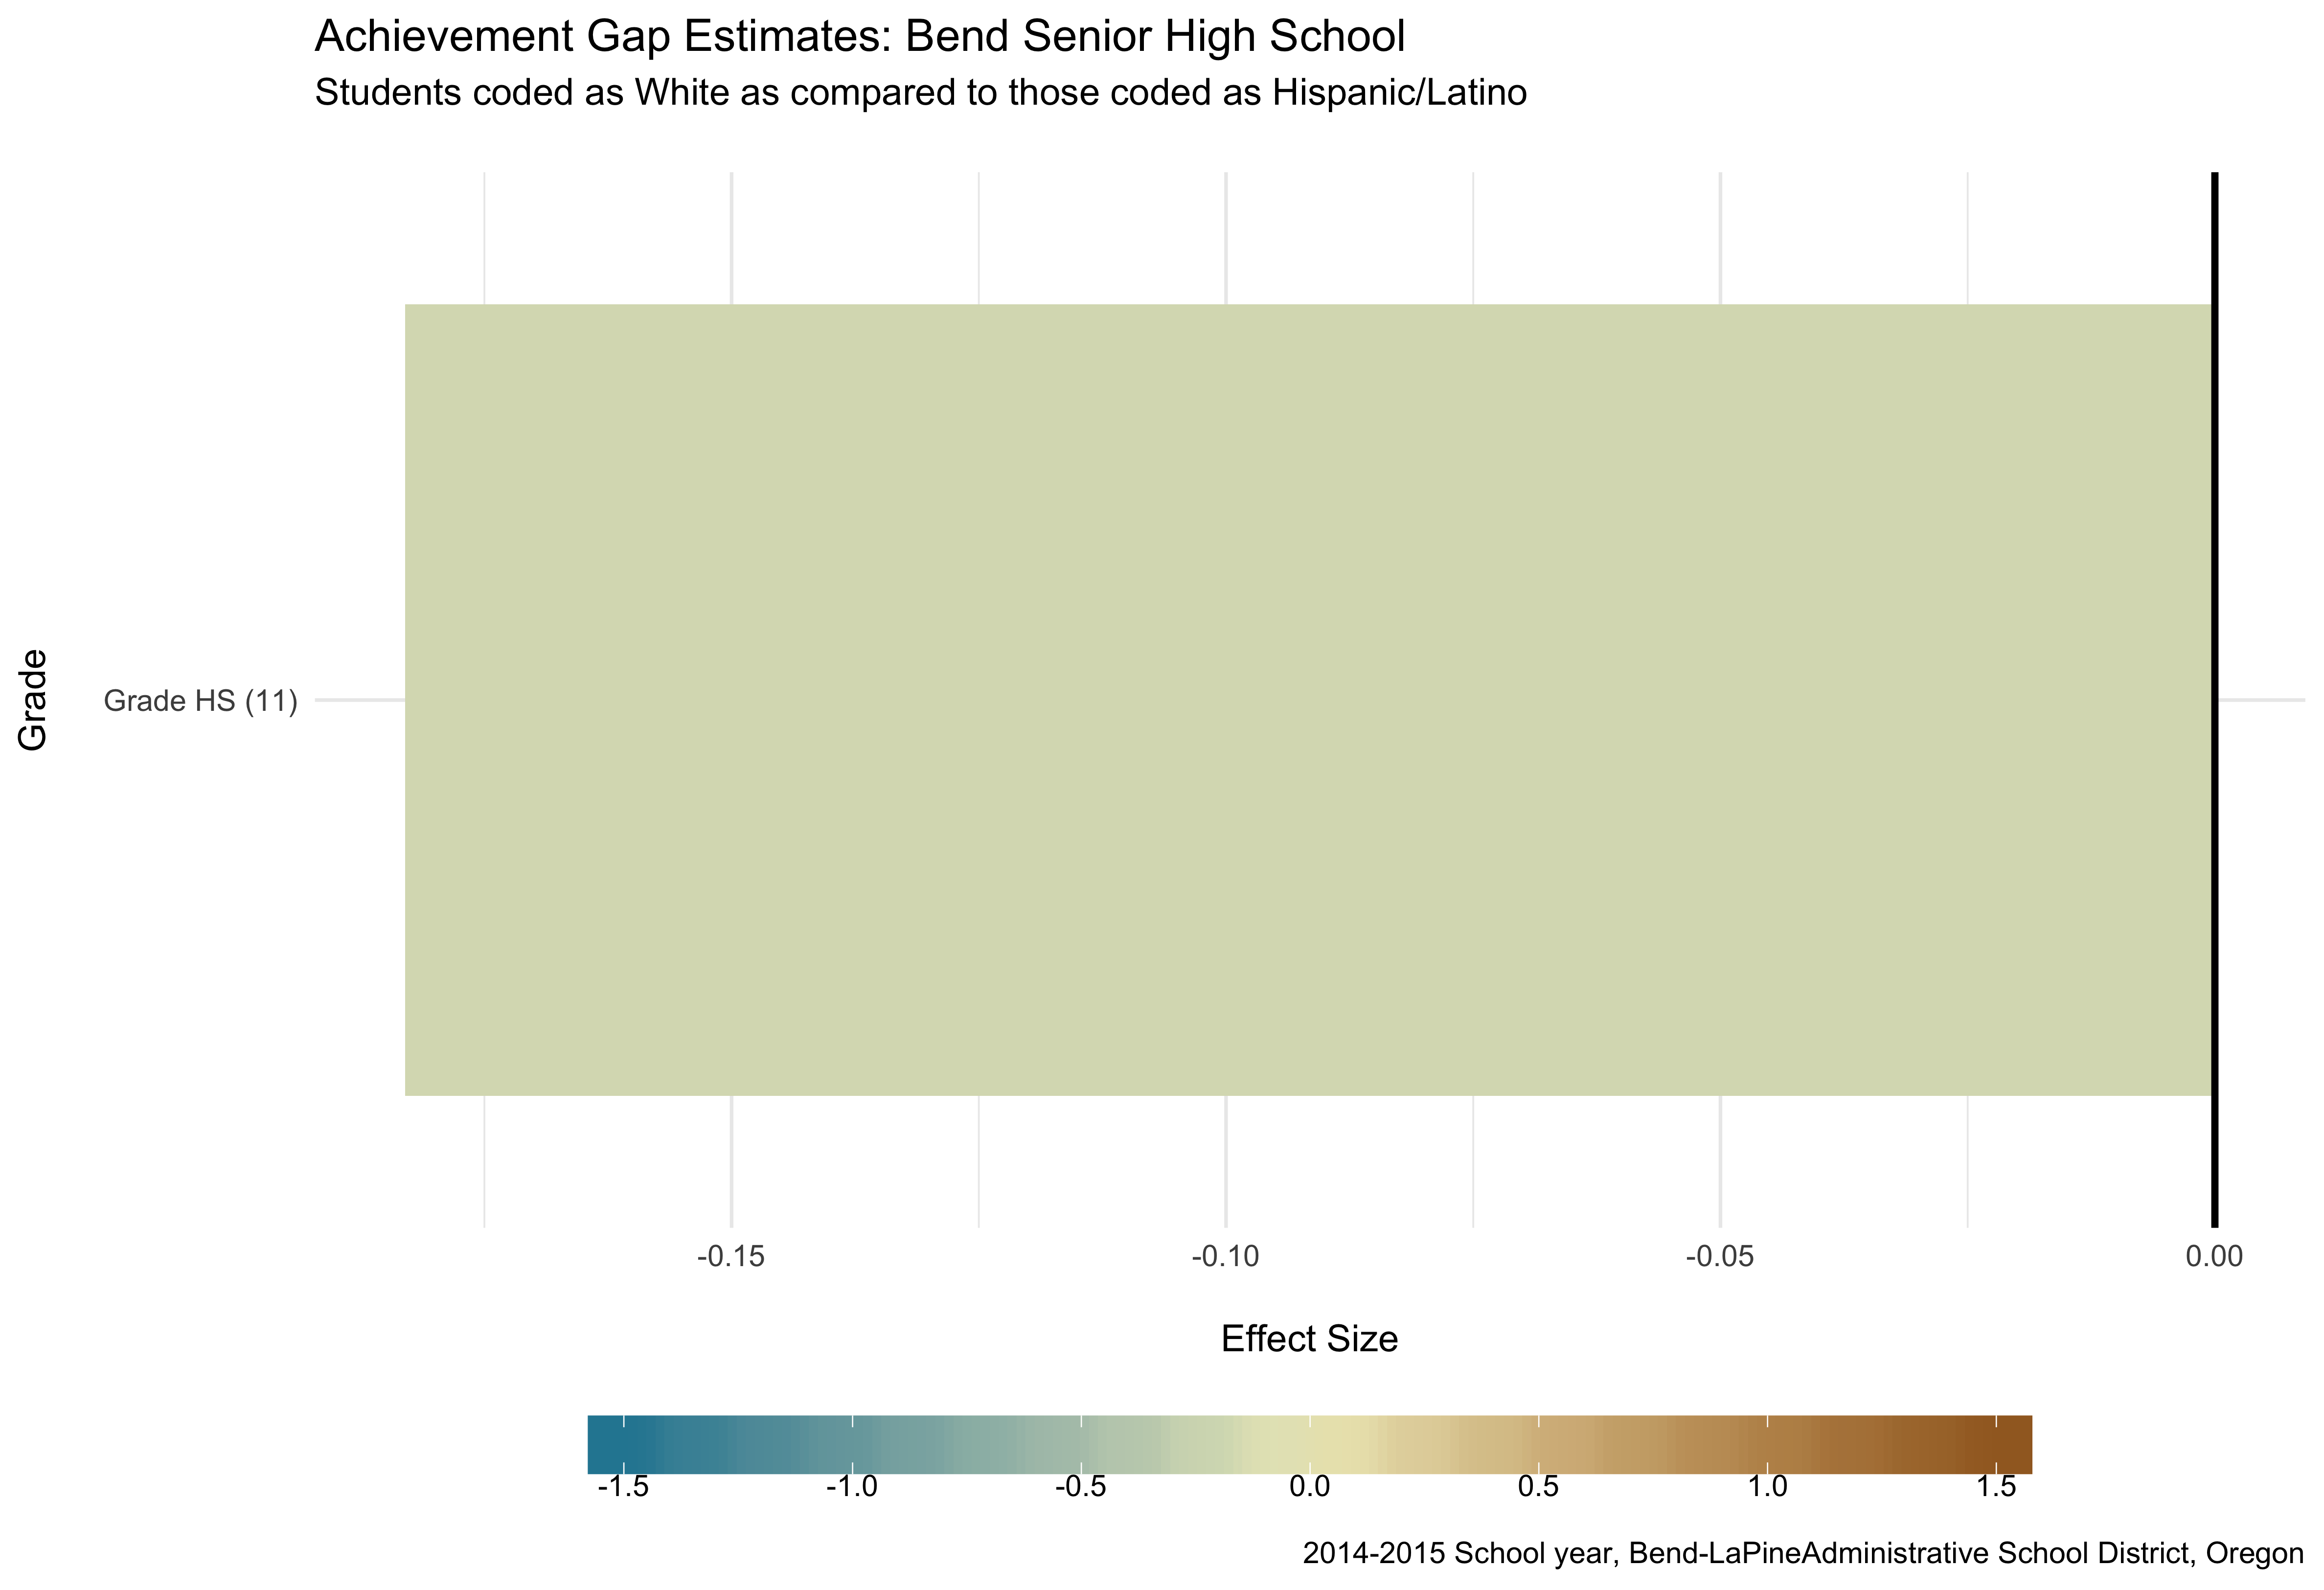 Achievement Gap Estimates: Bend Senior High School
Students coded as White as compared to those coded as Hispanic/Latino
Grade
Grade HS (11)
-0.15 -0.10 -0.05 0.00
Effect Size
-1.5 -1.0 -0.5 0.0 0.5 1.0 1.5
2014-2015 School year, Bend-LaPineAdministrative School District, Oregon